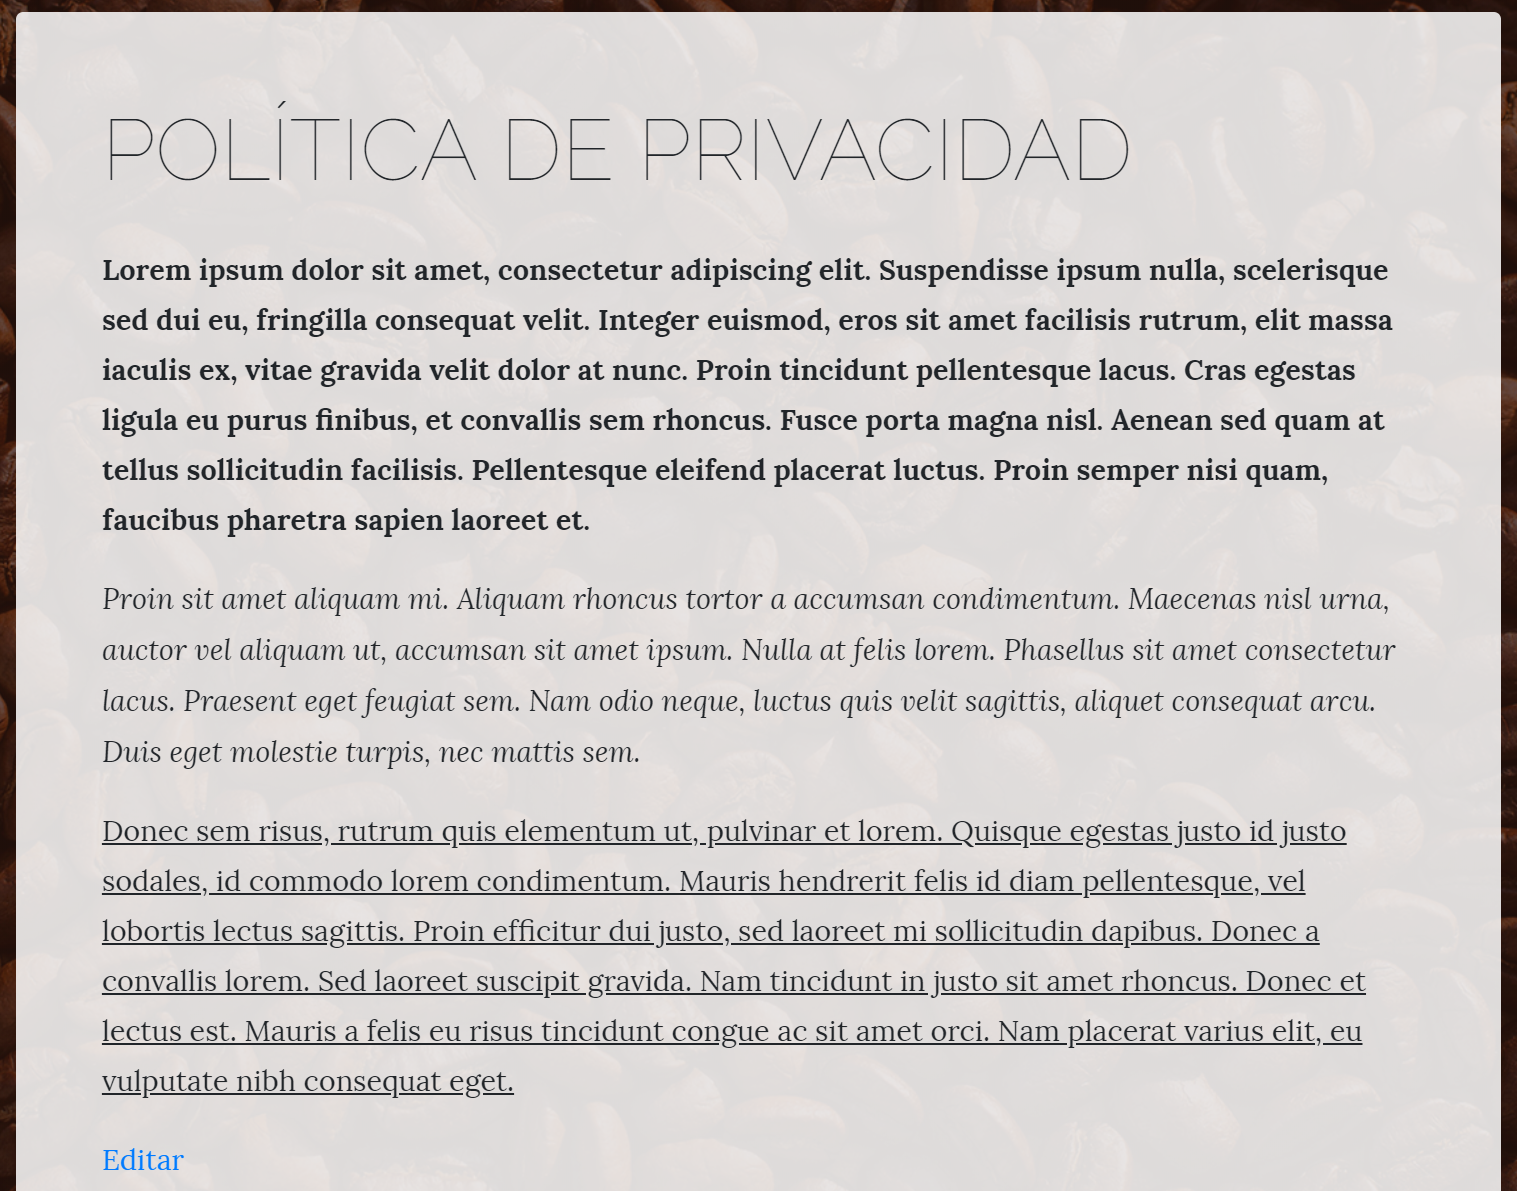 POLÍTICA DE PRIVACIDAD
Lorem ipsum dolor sit amet, consectetur adipiscing elit. Suspendisse ipsum nulla, scelerisque
sed dui eu, fringilla consequat velit. Integer euismod, eros sit amet facilisis rutrum, elit massa
iaculis ex, vitae gravida velit dolor at nunc. Proin tincidunt pellentesque lacus. Cras egestas
ligula eu purus finibus, et convallis sem rhoncus. Fusce porta magna nisl. Aenean sed quam at
tellus sollicitudin facilisis. Pellentesque eleifend placerat luctus. Proin semper nisi quam,
faucibus pharetra sapien laoreet et.
Proin sit amet aliquam mi. Aliquam rhoncus tortor a accumsan condimentum. Maecenas nisl urna,
auctor vel aliquam ut, accumsan sit amet ipsum. Nulla at felis lorem. Phasellus sit amet consectetur
lacus. Praesent eget feugiat sem. Nam odio neque, luctus quis velit sagittis, aliquet consequat arcu.
Duis eget molestie turpis, nec mattis sem.
Donec sem risus, rutrum quis elementum ut, pulvinar et lorem. Quisque egestas justo id justo
sodales, id commodo lorem condimentum. Mauris hendrerit felis id diam pellentesque, vel
lobortis lectus sagittis. Proin efficitur dui justo, sed laoreet mi sollicitudin dapibus. Donec a
convallis lorem. Sed laoreet suscipit gravida. Nam tincidunt in justo sit amet rhoncus. Donec et
lectus est. Mauris a felis eu risus tincidunt congue ac sit amet orci. Nam placerat varius elit, eu
vulputate nibh consequat eget.
Editar